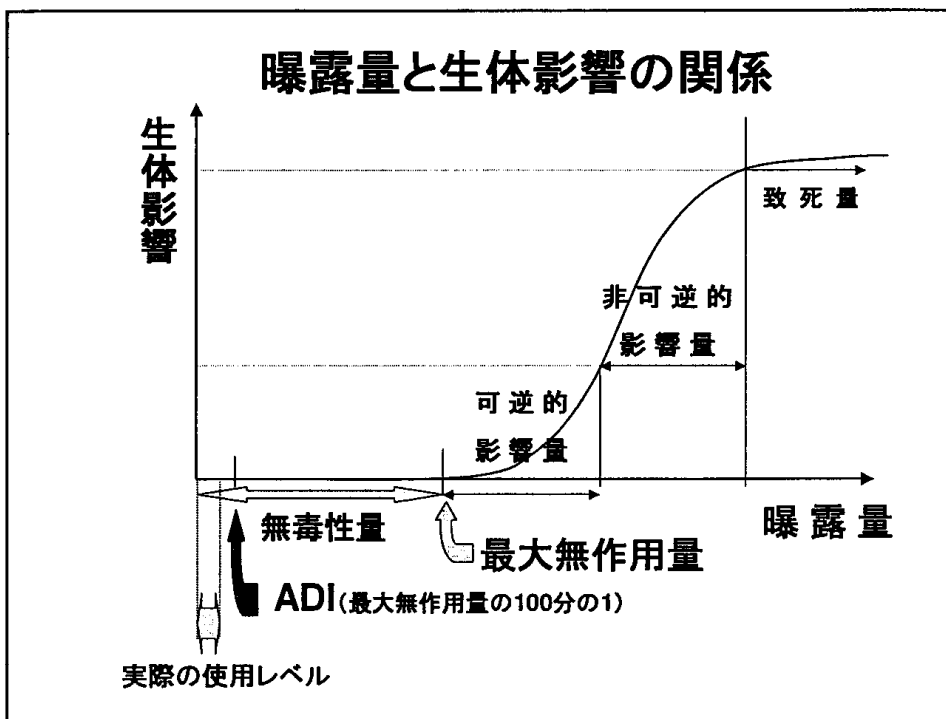 曝露量と生体影響の関係
生体影響
致死量
非可逆的
影響量
可逆的
影響量
無毒性量
曝露量
最大無作用量
ADI(最大無作用量の100分の1)
実際の使用レベル